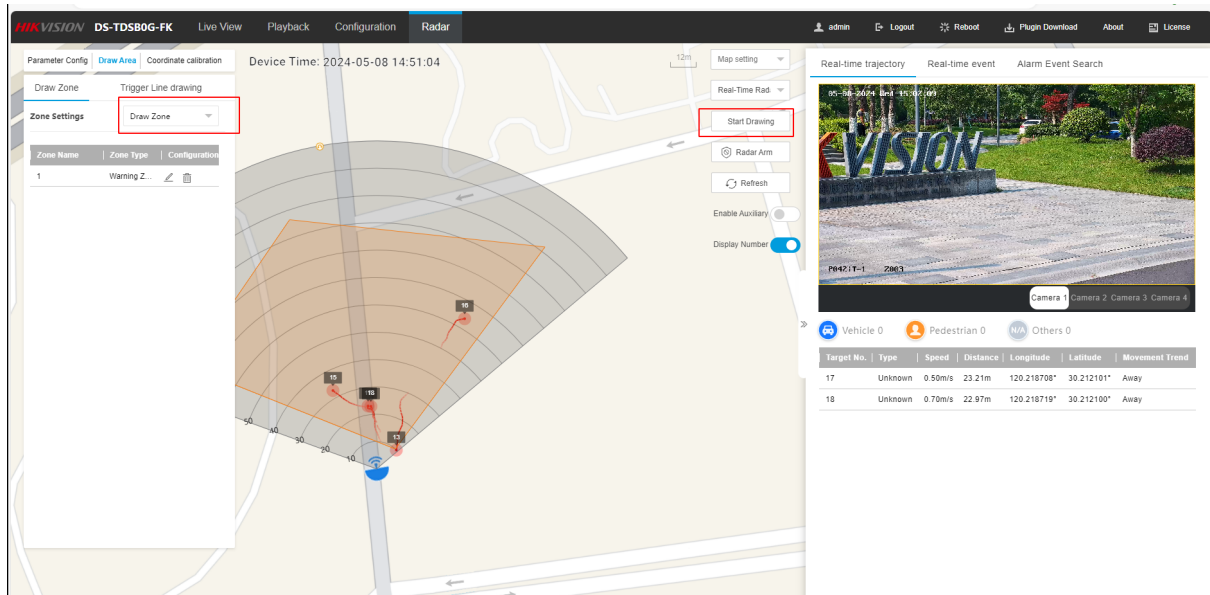 HIKVISION DS-TDSB0G-FK Live View Playback Configuration Radar admin Logout Reboot Plugin Download About License
Parameter Config Draw Area Coordinate calibration
Device Time: 2024-05-08 14:51:04
12m
Map setting
Real-time trajectory Real-time event Alarm Event Search
Draw Zone Trigger Line drawing
Real-Time Rad
Zone Settings Draw Zone
Start Drawing
Zone Name Zone Type Configuration
1 Warning Z...
Radar Arm
Refresh
Enable Auxiliary
Display Number
VISION
Camera 1 Camera 2 Camera 3 Camera 4
16
15
18
13
50 40 30 20 10
Vehicle 0 Pedestrian 0 N/A Others 0
Target No. Type Speed Distance Longitude Latitude Movement Trend
17 Unknown 0.50m/s 23.21m 120.218708° 30.212101° Away
18 Unknown 0.70m/s 22.97m 120.218719° 30.212100° Away